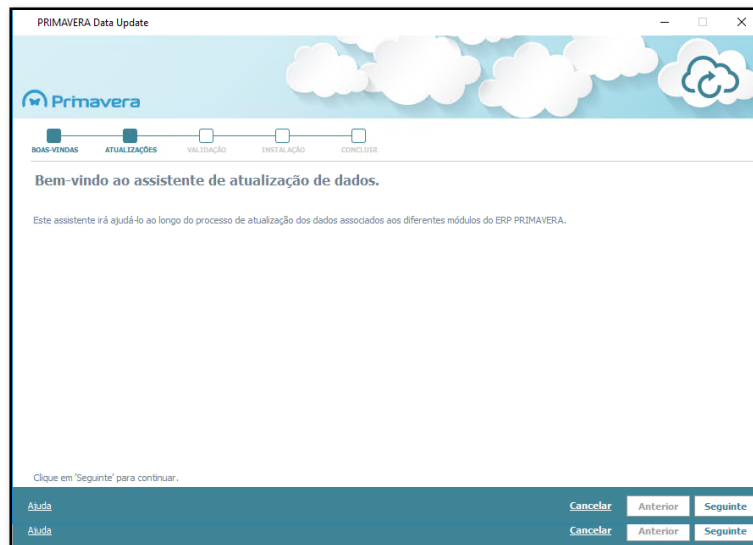 PRIMAVERA Data Update
Primavera
BOAS-VINDAS ATUALIZAÇÕES VALIDAÇÃO INSTALAÇÃO CONCLUIR
Bem-vindo ao assistente de atualização de dados.
Este assistente irá ajudá-lo ao longo do processo de atualização dos dados associados aos diferentes módulos do ERP PRIMAVERA.
Clique em 'Seguinte' para continuar.
Ajuda Cancelar Anterior Seguinte
Ajuda Cancelar Anterior Seguinte